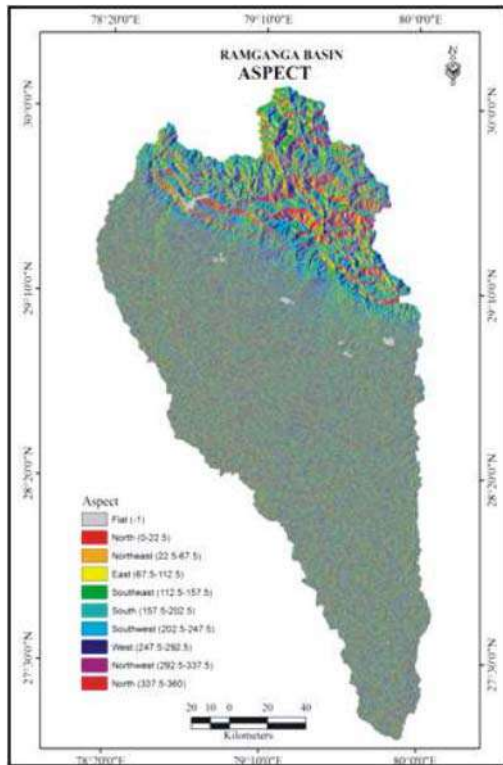 78°20'0"E 79°10'0"E 80°0'0"E
RAMGANGA BASIN
ASPECT
N
30°0'0"N 30°0'0"N
29°10'0"N 29°10'0"N
28°20'0"N 28°20'0"N
27°30'0"N 27°30'0"N
Aspect
Flat (-1)
North (0-22.5)
Northeast (22.5-67.5)
East (67.5-112.5)
Southeast (112.5-157.5)
South (157.5-202.5)
Southwest (202.5-247.5)
West (247.5-292.5)
Northwest (292.5-337.5)
North (337.5-360)
20 10 0 20 40
Kilometers
78°20'0"E 79°10'0"E 80°0'0"E